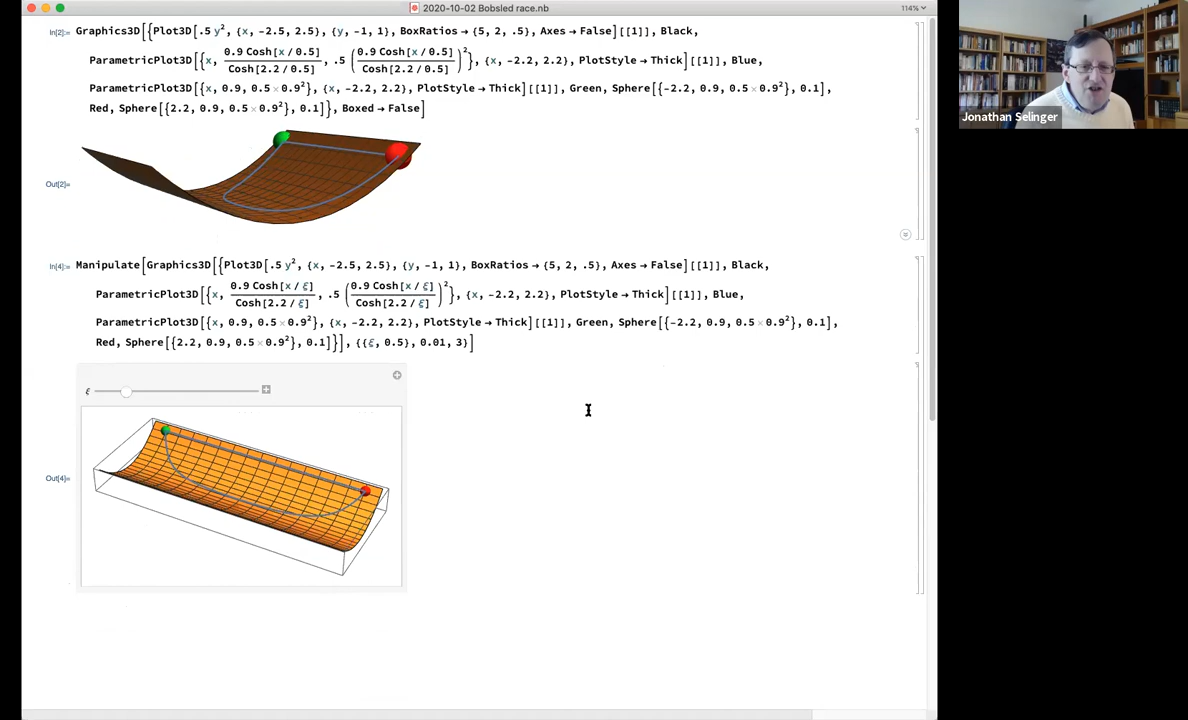 2020-10-02 Bobsled race.nb
114%
In[2]:= Graphics3D[{Plot3D[.5 y², {x, -2.5, 2.5}, {y, -1, 1}, BoxRatios → {5, 2, .5}, Axes → False][[1]], Black,
ParametricPlot3D[{x, 0.9 Cosh[x / 0.5] / Cosh[2.2 / 0.5], .5 (0.9 Cosh[x / 0.5] / Cosh[2.2 / 0.5])²}, {x, -2.2, 2.2}, PlotStyle → Thick][[1]], Blue,
ParametricPlot3D[{x, 0.9, 0.5 × 0.9²}, {x, -2.2, 2.2}, PlotStyle → Thick][[1]], Green, Sphere[{-2.2, 0.9, 0.5 × 0.9²}, 0.1],
Red, Sphere[{2.2, 0.9, 0.5 × 0.9²}, 0.1]}, Boxed → False]
Out[2]=
In[4]:= Manipulate[Graphics3D[{Plot3D[.5 y², {x, -2.5, 2.5}, {y, -1, 1}, BoxRatios → {5, 2, .5}, Axes → False][[1]], Black,
ParametricPlot3D[{x, 0.9 Cosh[x / ξ] / Cosh[2.2 / ξ], .5 (0.9 Cosh[x / ξ] / Cosh[2.2 / ξ])²}, {x, -2.2, 2.2}, PlotStyle → Thick][[1]], Blue,
ParametricPlot3D[{x, 0.9, 0.5 × 0.9²}, {x, -2.2, 2.2}, PlotStyle → Thick][[1]], Green, Sphere[{-2.2, 0.9, 0.5 × 0.9²}, 0.1],
Red, Sphere[{2.2, 0.9, 0.5 × 0.9²}, 0.1]}], {{ξ, 0.5}, 0.01, 3}]
ξ
Out[4]=
Jonathan Selinger